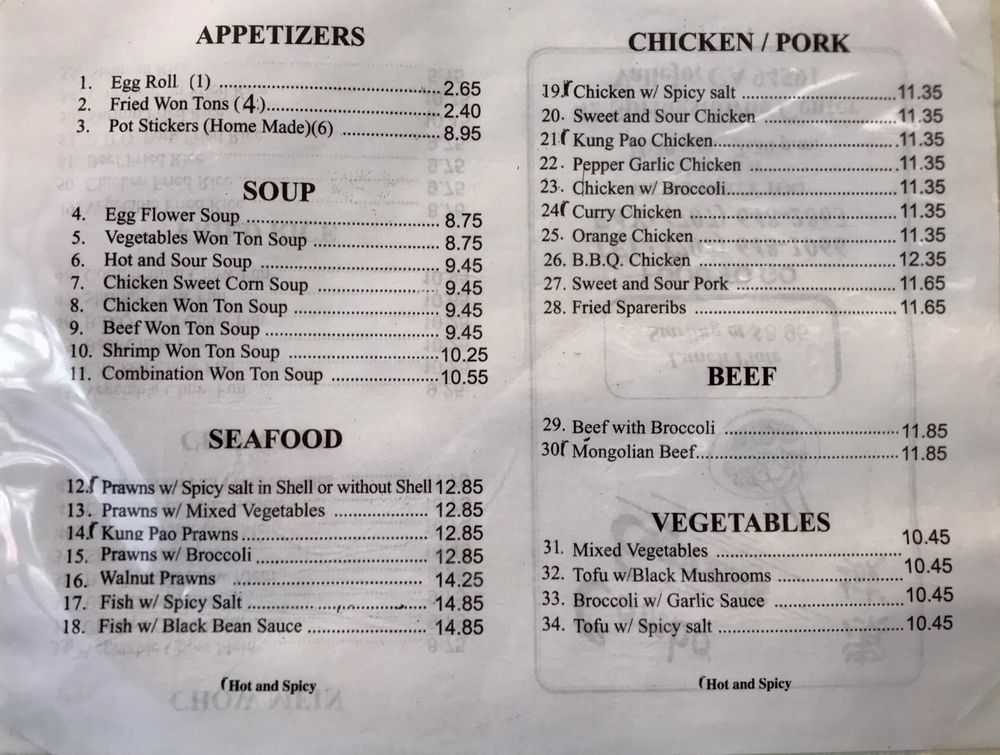 APPETIZERS
1. Egg Roll (1) ........ 2.65
2. Fried Won Tons (4.)........ 2.40
3. Pot Stickers (Home Made)(6) ........ 8.95
SOUP
4. Egg Flower Soup ........ 8.75
5. Vegetables Won Ton Soup ........ 8.75
6. Hot and Sour Soup ........ 9.45
7. Chicken Sweet Corn Soup ........ 9.45
8. Chicken Won Ton Soup ........ 9.45
9. Beef Won Ton Soup ........ 9.45
10. Shrimp Won Ton Soup ........ 10.25
11. Combination Won Ton Soup ........ 10.55
SEAFOOD
12. Prawns w/ Spicy salt in Shell or without Shell 12.85
13. Prawns w/ Mixed Vegetables ........ 12.85
14. Kung Pao Prawns ........ 12.85
15. Prawns w/ Broccoli ........ 12.85
16. Walnut Prawns ........ 14.25
17. Fish w/ Spicy Salt ........ 14.85
18. Fish w/ Black Bean Sauce ........ 14.85
Hot and Spicy
CHICKEN / PORK
19. Chicken w/ Spicy salt ........ 11.35
20. Sweet and Sour Chicken ........ 11.35
21. Kung Pao Chicken ........ 11.35
22. Pepper Garlic Chicken ........ 11.35
23. Chicken w/ Broccoli ........ 11.35
24. Curry Chicken ........ 11.35
25. Orange Chicken ........ 11.35
26. B.B.Q. Chicken ........ 12.35
27. Sweet and Sour Pork ........ 11.65
28. Fried Spareribs ........ 11.65
BEEF
29. Beef with Broccoli ........ 11.85
30. Mongolian Beef ........ 11.85
VEGETABLES
31. Mixed Vegetables ........ 10.45
32. Tofu w/Black Mushrooms ........ 10.45
33. Broccoli w/ Garlic Sauce ........ 10.45
34. Tofu w/ Spicy salt ........ 10.45
Hot and Spicy